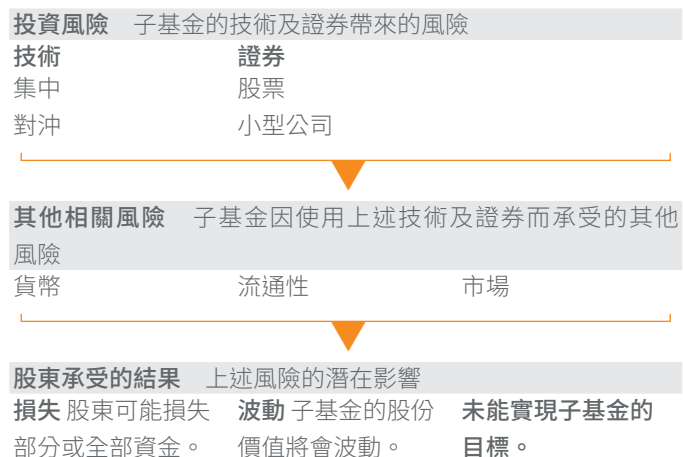 投資風險 子基金的技術及證券帶來的風險
技術 證券
集中 股票
對沖 小型公司
其他相關風險 子基金因使用上述技術及證券而承受的其他
風險
貨幣 流通性 市場
股東承受的結果 上述風險的潛在影響
損失 股東可能損失 波動 子基金的股份 未能實現子基金的
部分或全部資金。 價值將會波動。 目標。